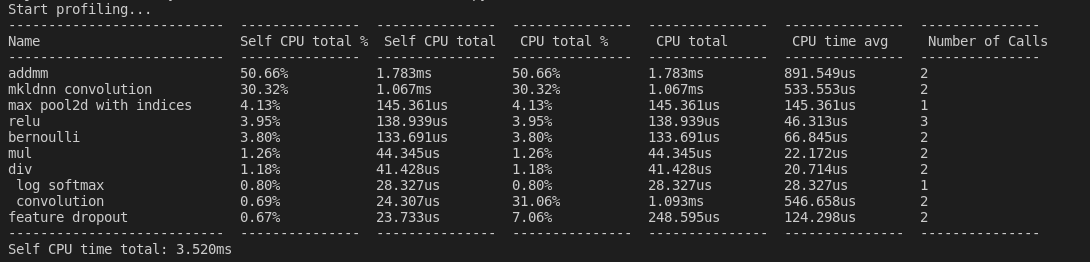 Start profiling...
---------------------------  ---------------  ---------------  ---------------  ---------------  ---------------  ---------------
Name                         Self CPU total %  Self CPU total   CPU total %      CPU total        CPU time avg     Number of Calls
---------------------------  ---------------  ---------------  ---------------  ---------------  ---------------  ---------------
addmm                        50.66%           1.783ms          50.66%           1.783ms          891.549us        2
mkldnn convolution           30.32%           1.067ms          30.32%           1.067ms          533.553us        2
max pool2d with indices      4.13%            145.361us        4.13%            145.361us        145.361us        1
relu                         3.95%            138.939us        3.95%            138.939us        46.313us         3
bernoulli                    3.80%            133.691us        3.80%            133.691us        66.845us         2
mul                          1.26%            44.345us         1.26%            44.345us         22.172us         2
div                          1.18%            41.428us         1.18%            41.428us         20.714us         2
 log softmax                 0.80%            28.327us         0.80%            28.327us         28.327us         1
 convolution                 0.69%            24.307us         31.06%           1.093ms          546.658us        2
feature dropout              0.67%            23.733us         7.06%            248.595us        124.298us        2
---------------------------  ---------------  ---------------  ---------------  ---------------  ---------------  ---------------
Self CPU time total: 3.520ms